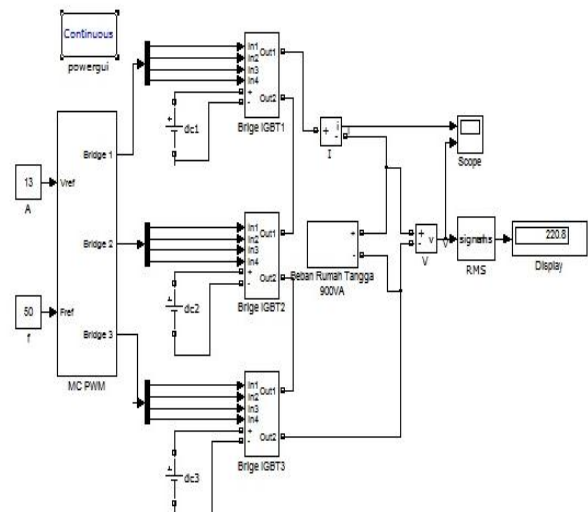 Continuous
powergui
In1
In2
In3
In4
+
-
Out1
Out2
dc1
Brige IGBT1
Bridge 1
13
A
Vref
+
-
i
I
Scope
In1
In2
In3
In4
+
-
Out1
Out2
dc2
Brige IGBT2
Bridge 2
+
-
Beban Rumah Tangga
900VA
+
-
v
V
RMS
220.8
Display
50
f
Fref
Bridge 3
MC PWM
In1
In2
In3
In4
+
-
Out1
Out2
dc3
Brige IGBT3